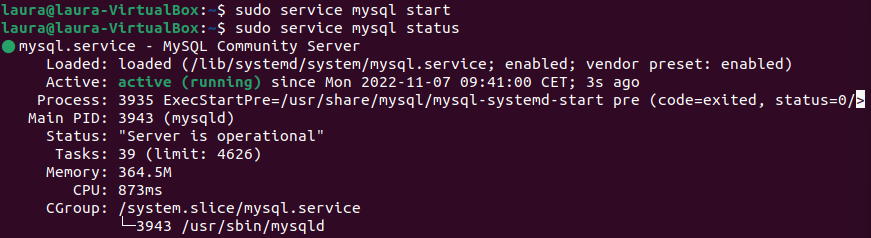 laura@laura-VirtualBox:~$ sudo service mysql start
laura@laura-VirtualBox:~$ sudo service mysql status
● mysql.service - MySQL Community Server
     Loaded: loaded (/lib/systemd/system/mysql.service; enabled; vendor preset: enabled)
     Active: active (running) since Mon 2022-11-07 09:41:00 CET; 3s ago
    Process: 3935 ExecStartPre=/usr/share/mysql/mysql-systemd-start pre (code=exited, status=0/>
   Main PID: 3943 (mysqld)
     Status: "Server is operational"
      Tasks: 39 (limit: 4626)
     Memory: 364.5M
        CPU: 873ms
     CGroup: /system.slice/mysql.service
             └─3943 /usr/sbin/mysqld